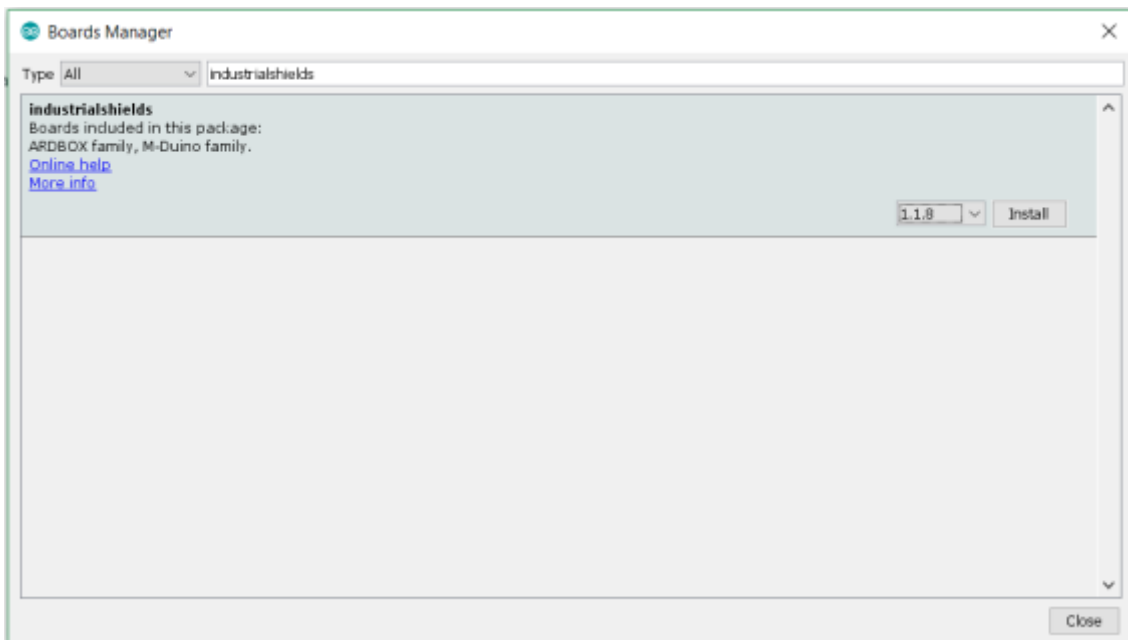 Boards Manager
Type All industrialshields
industrialshields
Boards included in this package:
ARDBOX family, M-Duino family.
Online help
More info
1.1.8 Install
Close